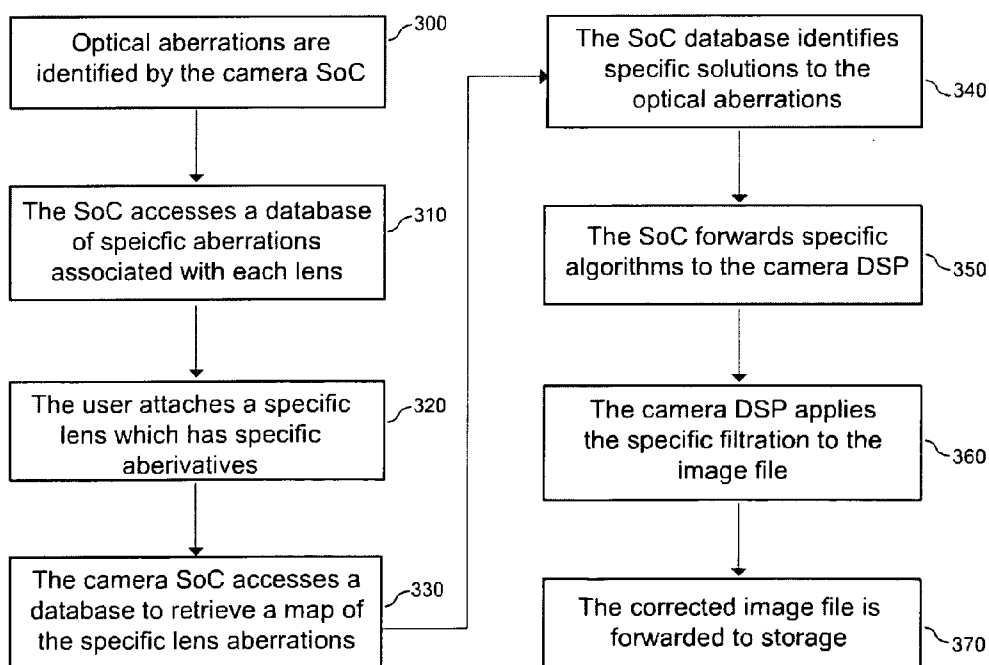 Optical aberrations are
identified by the camera SoC
300
The SoC accesses a database
of speicfic aberrations
associated with each lens
310
The user attaches a specific
lens which has specific
aberivatives
320
The camera SoC accesses a
database to retrieve a map of
the specific lens aberrations
330
The SoC database identifies
specific solutions to the
optical aberrations
340
The SoC forwards specific
algorithms to the camera DSP
350
The camera DSP applies
the specific filtration to the
image file
360
The corrected image file is
forwarded to storage
370